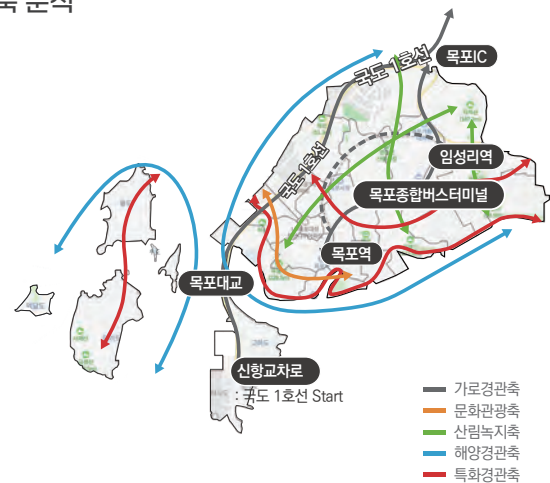 축 분석
목포IC
국도 1호선
임성리역
국도 1호선
목포종합버스터미널
목포역
목포대교
신항교차로
: 국도 1호선 Start
가로경관축
문화관광축
산림녹지축
해양경관축
특화경관축